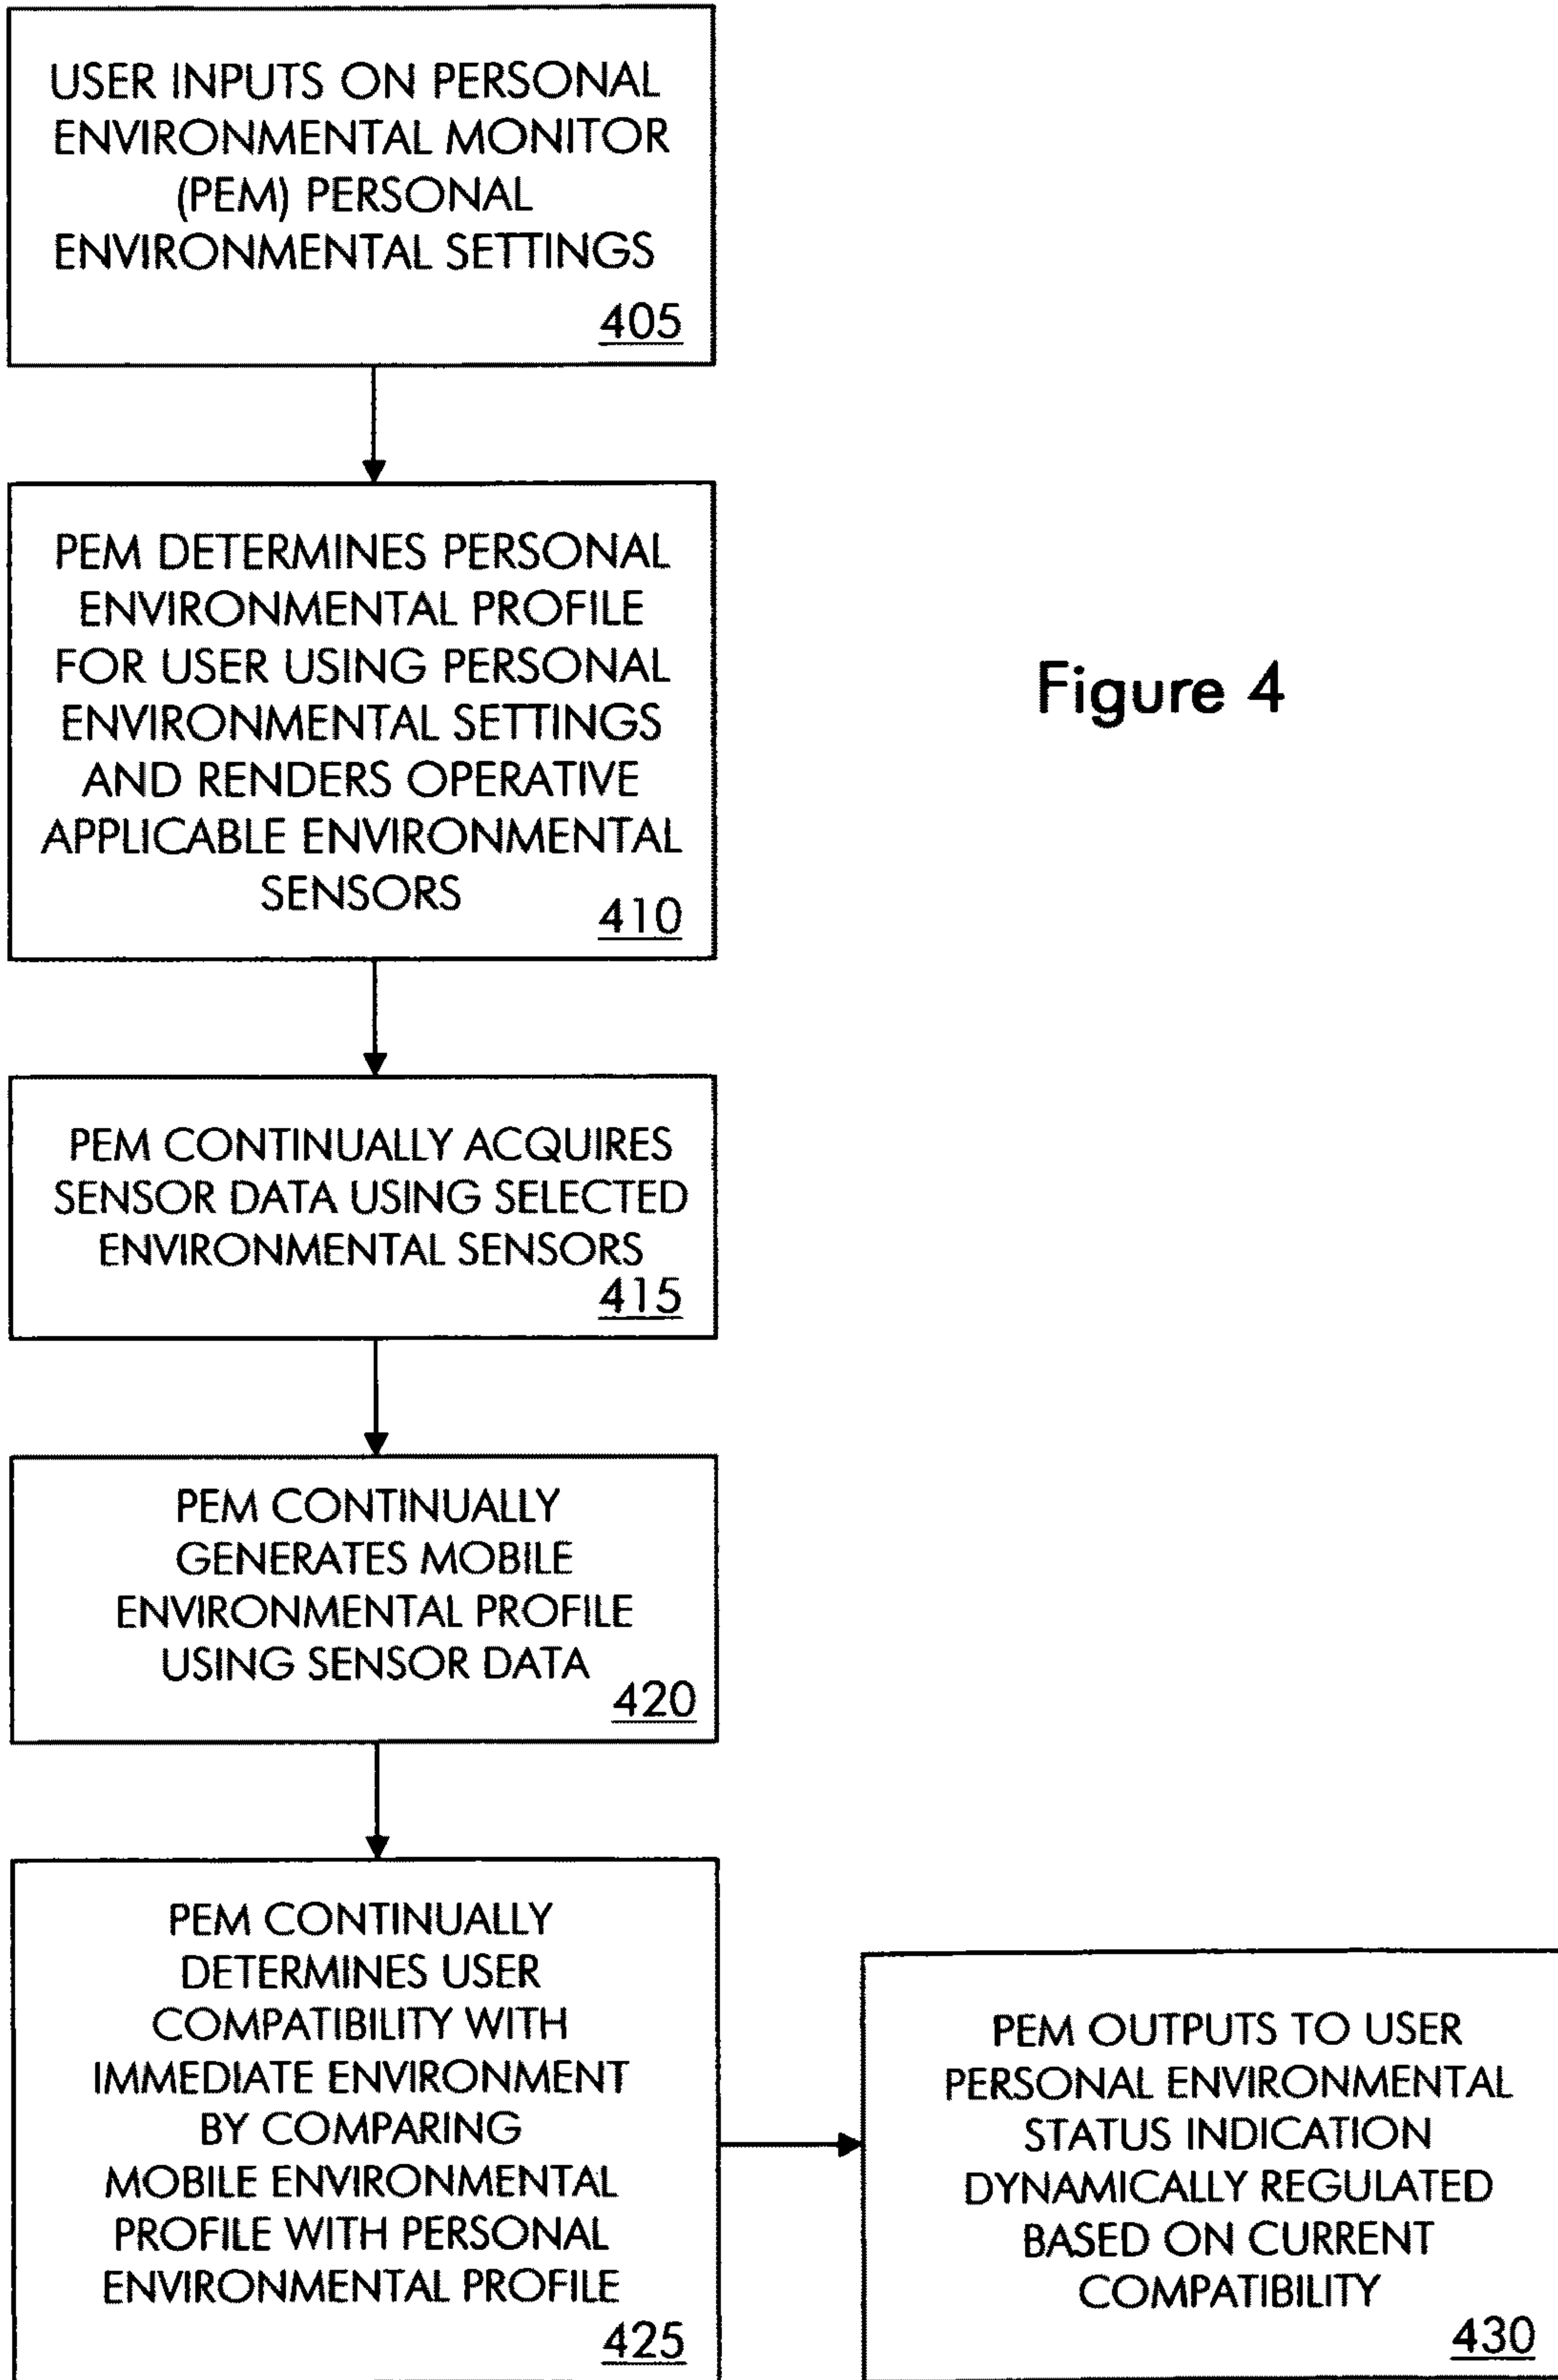 USER INPUTS ON PERSONAL
ENVIRONMENTAL MONITOR
(PEM) PERSONAL
ENVIRONMENTAL SETTINGS
405
PEM DETERMINES PERSONAL
ENVIRONMENTAL PROFILE
FOR USER USING PERSONAL
ENVIRONMENTAL SETTINGS
AND RENDERS OPERATIVE
APPLICABLE ENVIRONMENTAL
SENSORS
410
Figure 4
PEM CONTINUALLY ACQUIRES
SENSOR DATA USING SELECTED
ENVIRONMENTAL SENSORS
415
PEM CONTINUALLY
GENERATES MOBILE
ENVIRONMENTAL PROFILE
USING SENSOR DATA
420
PEM CONTINUALLY
DETERMINES USER
COMPATIBILITY WITH
IMMEDIATE ENVIRONMENT
BY COMPARING
MOBILE ENVIRONMENTAL
PROFILE WITH PERSONAL
ENVIRONMENTAL PROFILE
425
PEM OUTPUTS TO USER
PERSONAL ENVIRONMENTAL
STATUS INDICATION
DYNAMICALLY REGULATED
BASED ON CURRENT
COMPATIBILITY
430